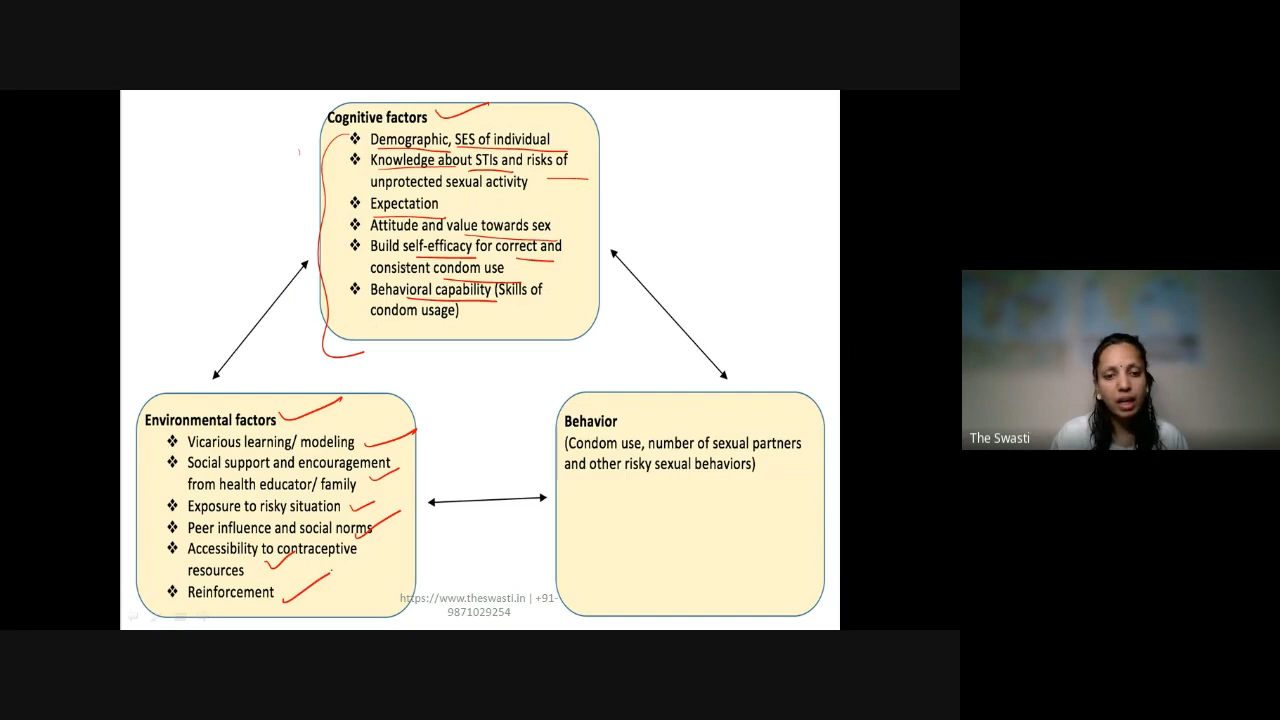 Cognitive factors
❖ Demographic, SES of individual
❖ Knowledge about STIs and risks of
unprotected sexual activity
❖ Expectation
❖ Attitude and value towards sex
❖ Build self-efficacy for correct and
consistent condom use
❖ Behavioral capability (Skills of
condom usage)
Environmental factors
❖ Vicarious learning/ modeling
❖ Social support and encouragement
from health educator/ family
❖ Exposure to risky situation
❖ Peer influence and social norms
❖ Accessibility to contraceptive
resources
❖ Reinforcement
Behavior
(Condom use, number of sexual partners
and other risky sexual behaviors)
https://www.theswasti.in | +91-
9871029254
The Swasti